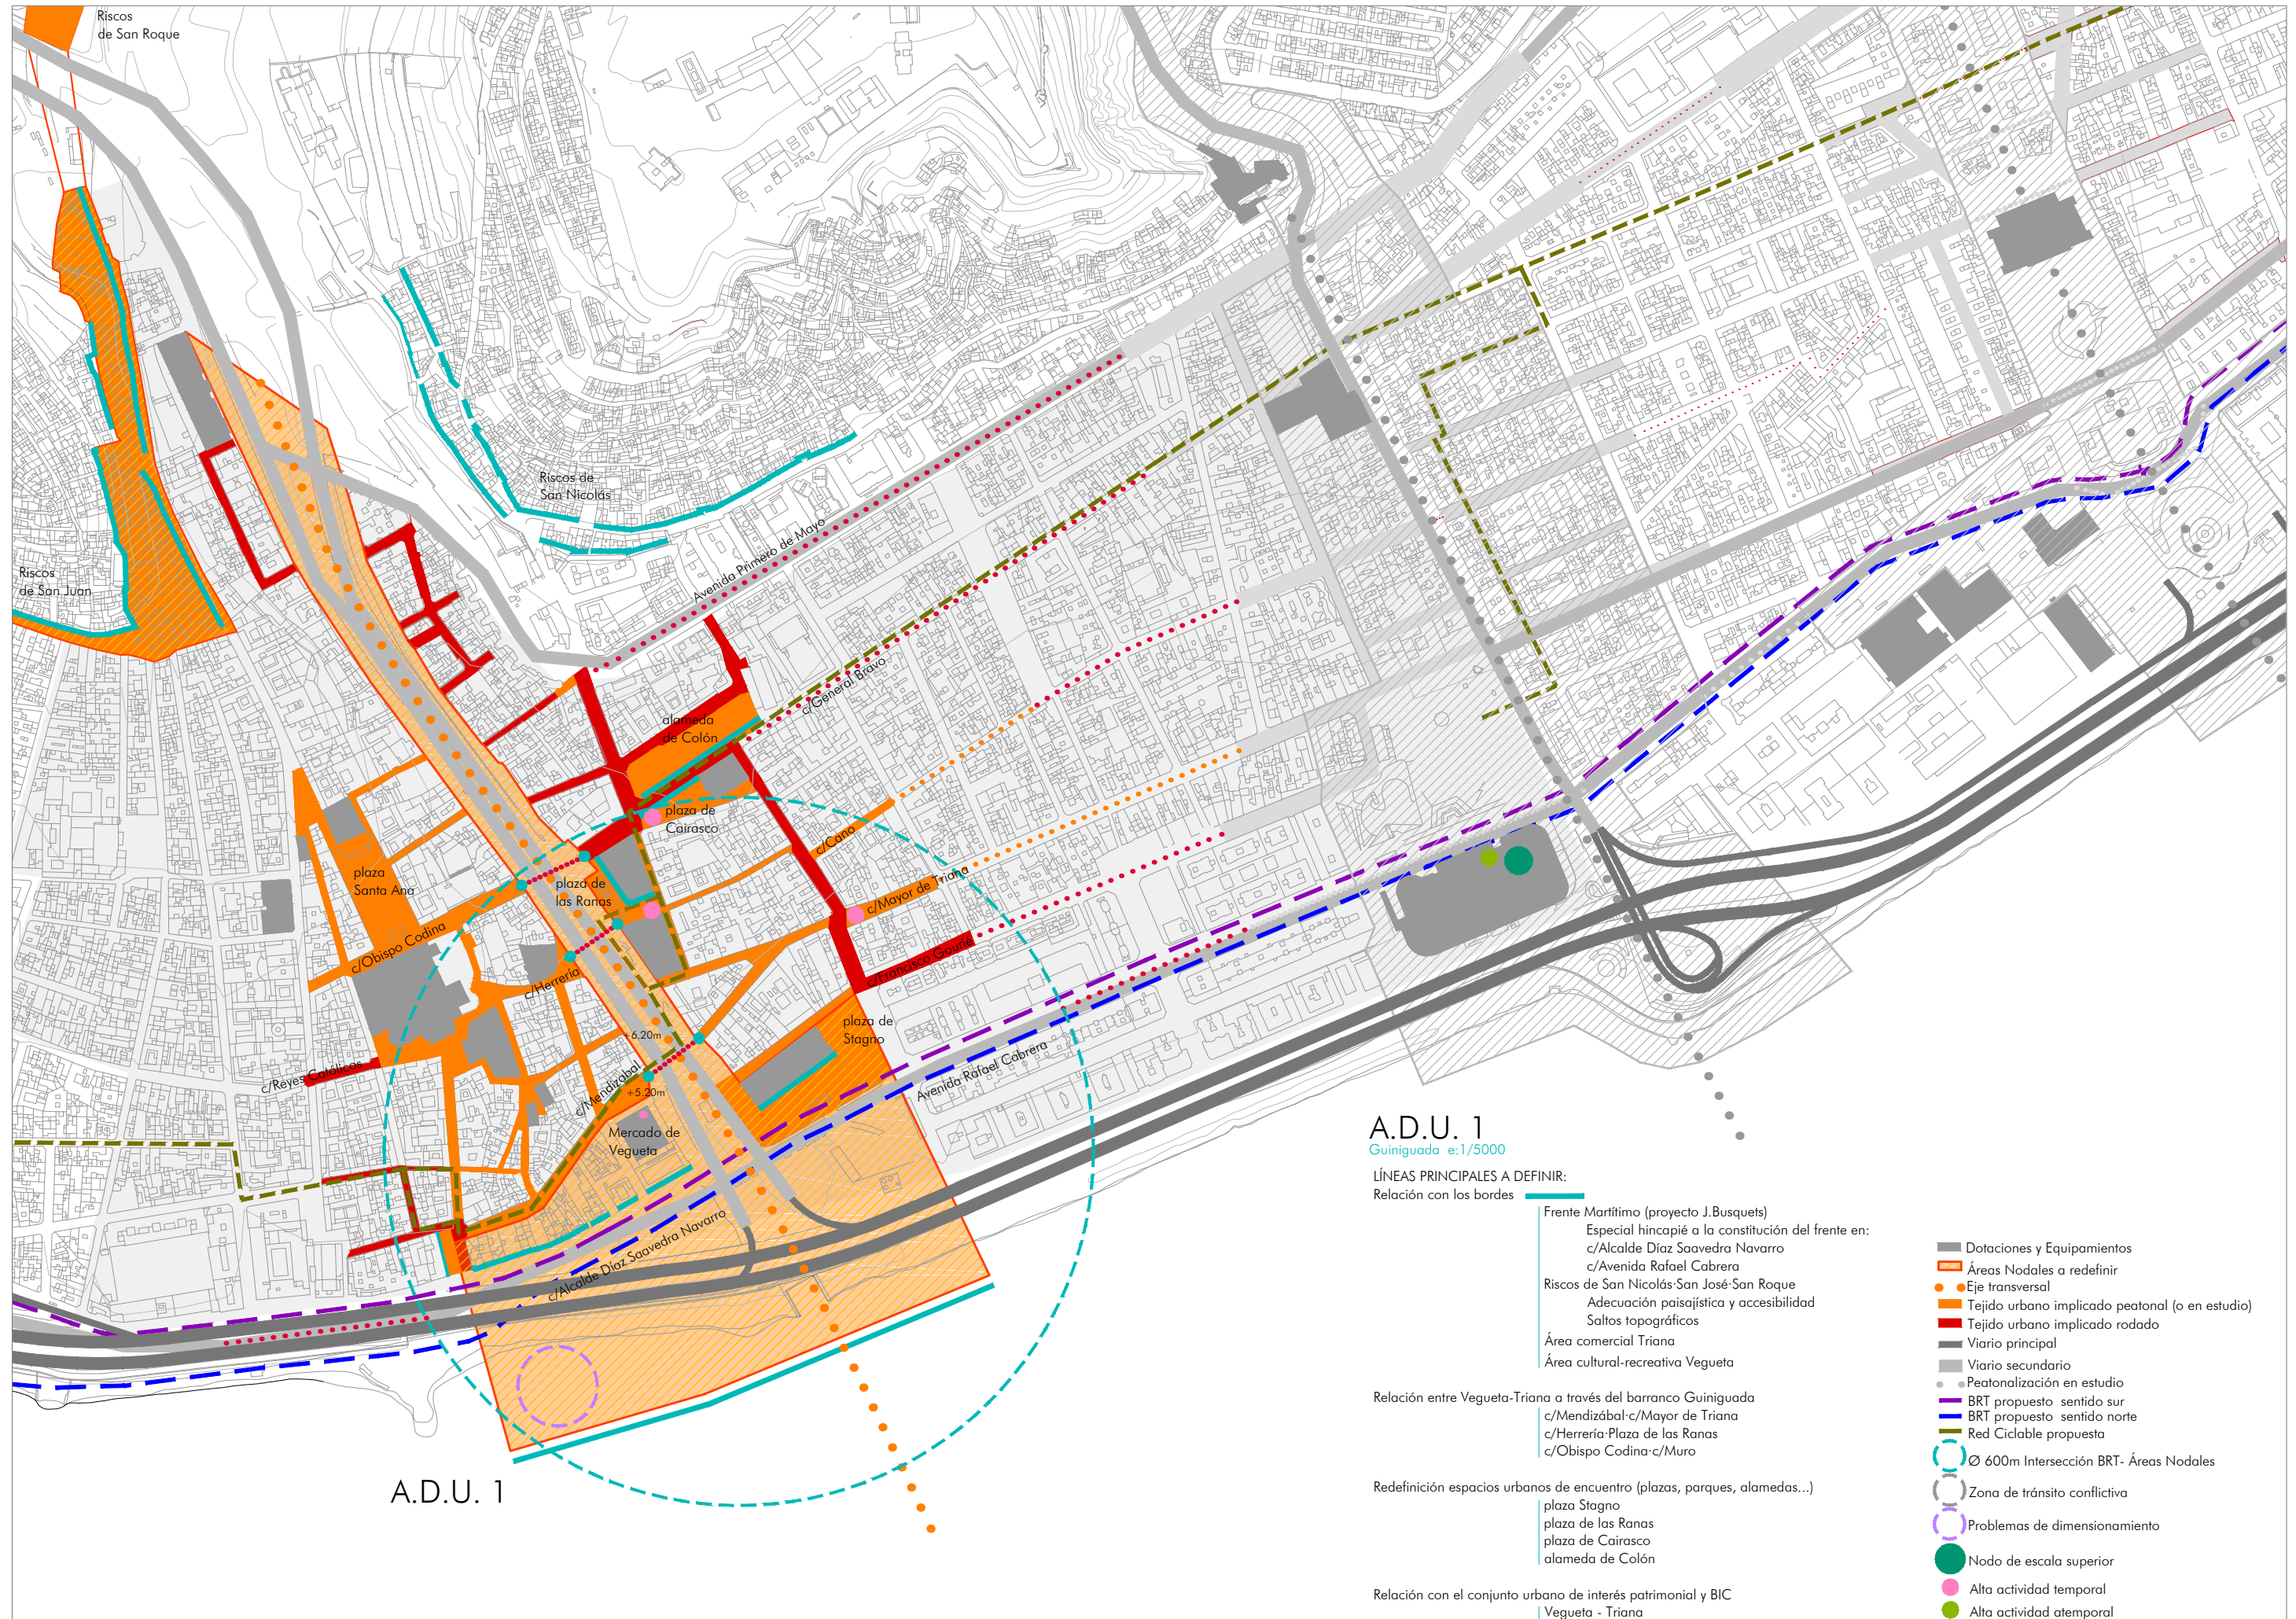 Riscos
de San Roque
Riscos de
San Nicolás
Avenida Primero de Mayo
Riscos
de San Juan
c/General Bravo
alameda
de Colón
plaza de
Cairasco
c/Cano
plaza
Santa Ana
plaza de
las Ranas
c/Mayor de Triana
c/Obispo Codina
c/Francisco Gourié
c/Herrería
plaza de
Stagno
+6.20m
c/Reyes Católicos
c/Mendizábal
+5.20m
Avenida Rafael Cabrera
Mercado de
Vegueta
c/Alcalde Díaz Saavedra Navarro
A.D.U. 1
A.D.U. 1
Guiniguada e:1/5000
LÍNEAS PRINCIPALES A DEFINIR:
Relación con los bordes
Frente Martítimo (proyecto J.Busquets)
Especial hincapié a la constitución del frente en:
c/Alcalde Díaz Saavedra Navarro
c/Avenida Rafael Cabrera
Riscos de San Nicolás·San José·San Roque
Adecuación paisajística y accesibilidad
Saltos topográficos
Área comercial Triana
Área cultural-recreativa Vegueta
Relación entre Vegueta-Triana a través del barranco Guiniguada
c/Mendizábal·c/Mayor de Triana
c/Herrería·Plaza de las Ranas
c/Obispo Codina·c/Muro
Redefinición espacios urbanos de encuentro (plazas, parques, alamedas...)
plaza Stagno
plaza de las Ranas
plaza de Cairasco
alameda de Colón
Relación con el conjunto urbano de interés patrimonial y BIC
Vegueta - Triana
Dotaciones y Equipamientos
Áreas Nodales a redefinir
Eje transversal
Tejido urbano implicado peatonal (o en estudio)
Tejido urbano implicado rodado
Viario principal
Viario secundario
Peatonalización en estudio
BRT propuesto sentido sur
BRT propuesto sentido norte
Red Ciclable propuesta
Ø 600m Intersección BRT- Áreas Nodales
Zona de tránsito conflictiva
Problemas de dimensionamiento
Nodo de escala superior
Alta actividad temporal
Alta actividad atemporal